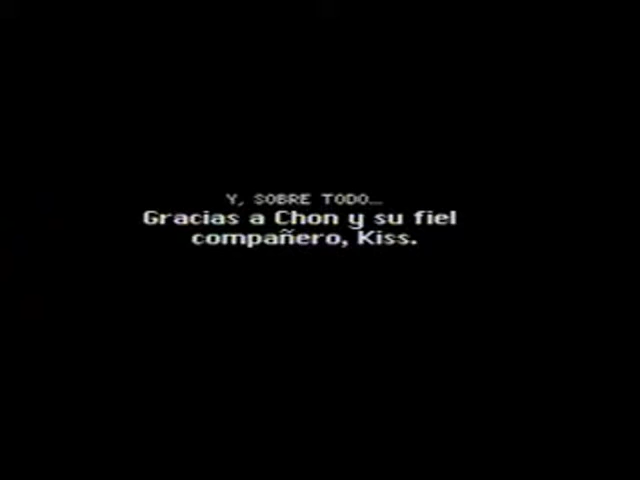 Y, SOBRE TODO…
Gracias a Chon y su fiel
compañero, Kiss.